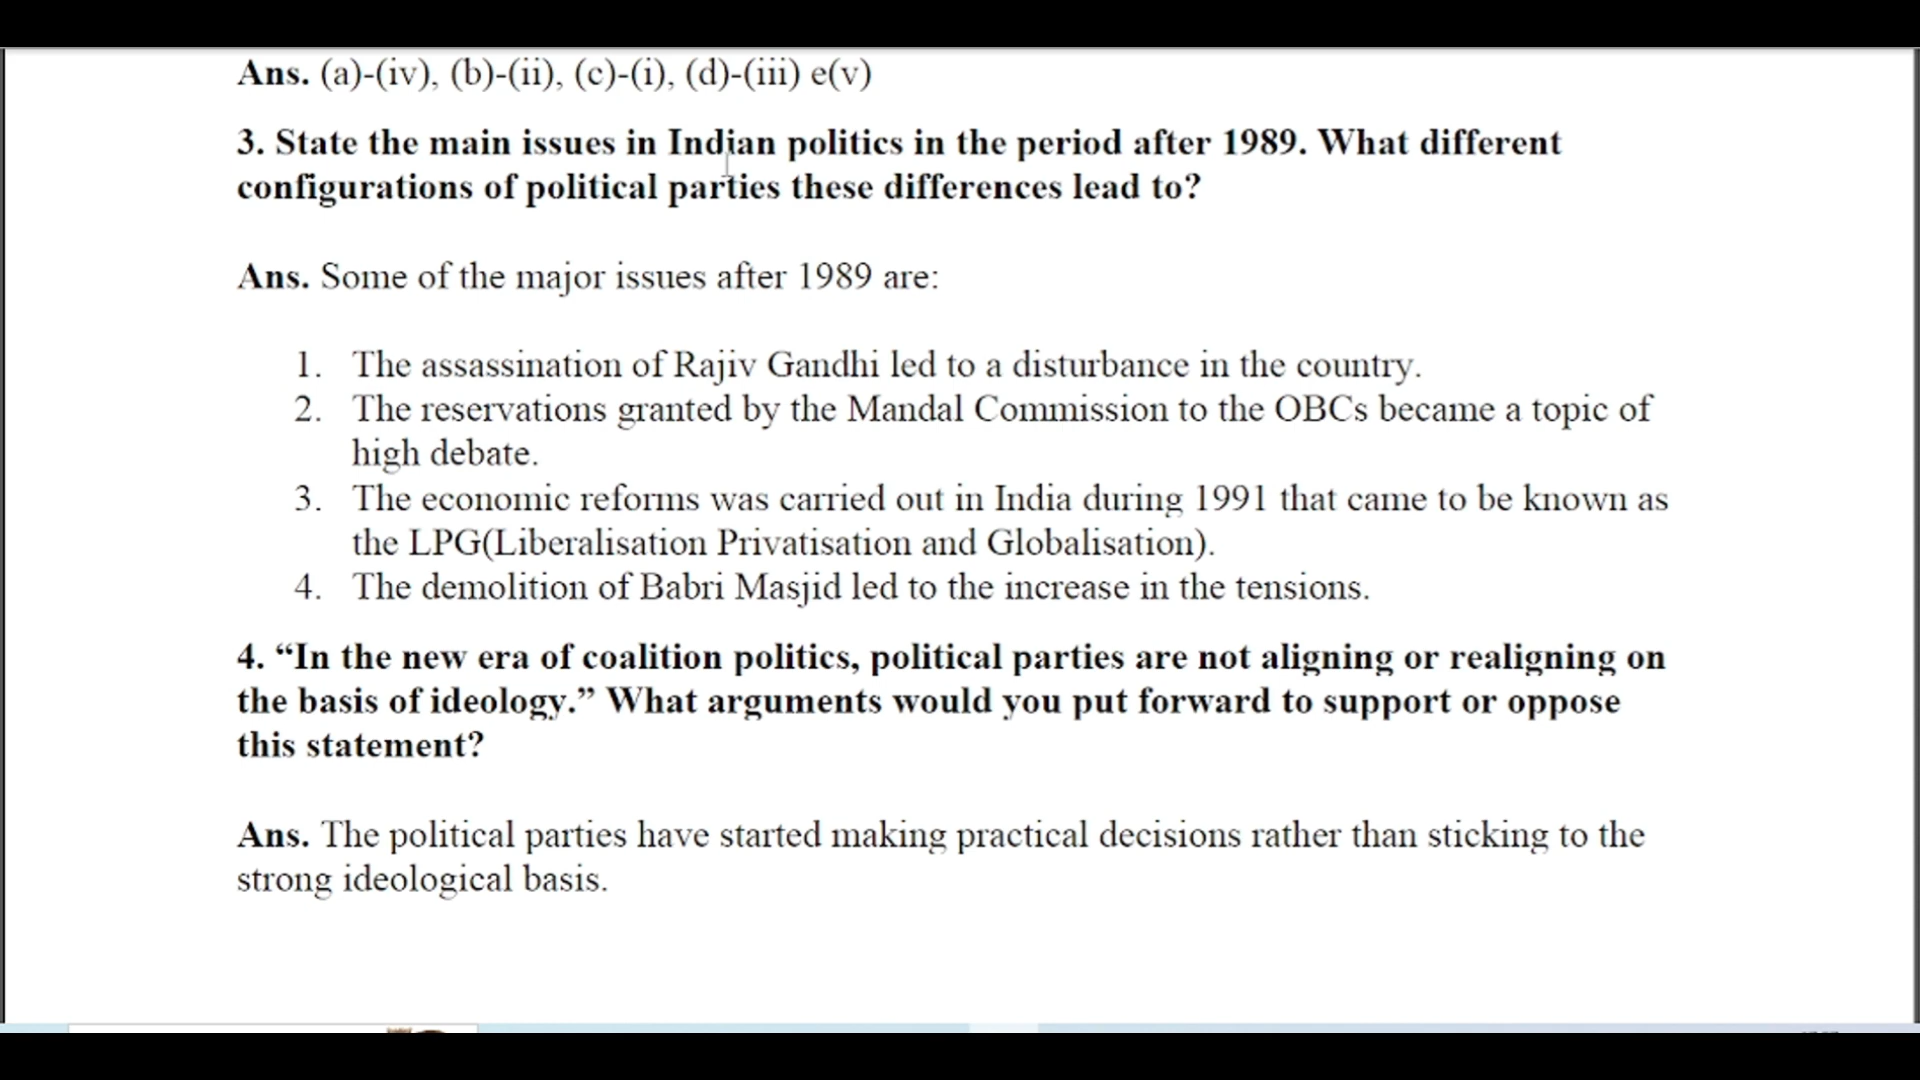 Ans. (a)-(iv), (b)-(ii), (c)-(i), (d)-(iii) e(v)
3. State the main issues in Indian politics in the period after 1989. What different
configurations of political parties these differences lead to?
Ans. Some of the major issues after 1989 are:
1. The assassination of Rajiv Gandhi led to a disturbance in the country.
2. The reservations granted by the Mandal Commission to the OBCs became a topic of
high debate.
3. The economic reforms was carried out in India during 1991 that came to be known as
the LPG(Liberalisation Privatisation and Globalisation).
4. The demolition of Babri Masjid led to the increase in the tensions.
4. “In the new era of coalition politics, political parties are not aligning or realigning on
the basis of ideology.” What arguments would you put forward to support or oppose
this statement?
Ans. The political parties have started making practical decisions rather than sticking to the
strong ideological basis.